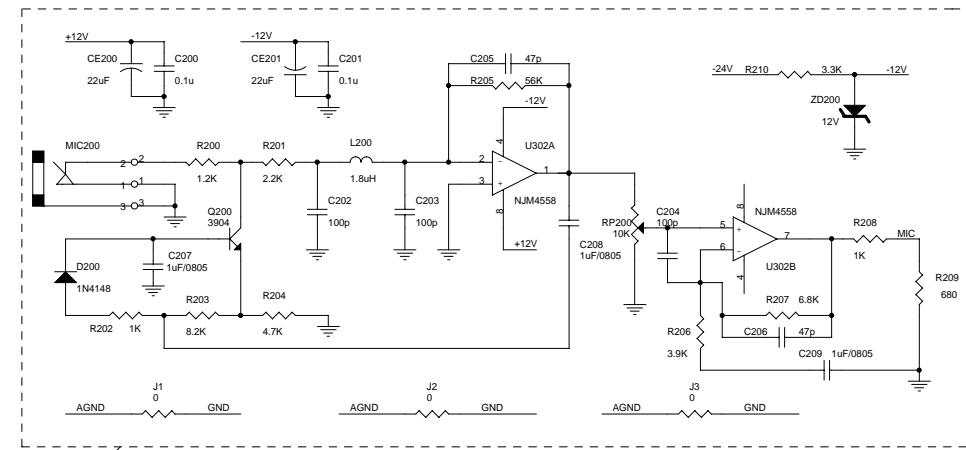 +12V
CE200
22uF
C200
0.1u
-12V
CE201
22uF
C201
0.1u
C205 47p
R205 56K
-12V
-24V R210 3.3K -12V
ZD200
12V
MIC200
2 2
1 1
3 3
R200
1.2K
R201
2.2K
L200
1.8uH
4
U302A
2
3
-
+
1
8
NJM4558
+12V
Q200
3904
C202
100p
C203
100p
C208
1uF/0805
RP200
10K
C204
100p
8
NJM4558
5
6
+
-
7
4
U302B
R208
1K
MIC
R209
680
C207
1uF/0805
D200
1N4148
R202 1K
R203
8.2K
R204
4.7K
R207 6.8K
R206
3.9K
C206 47p
C209 1uF/0805
J1
0
AGND GND
J2
0
AGND GND
J3
0
AGND GND